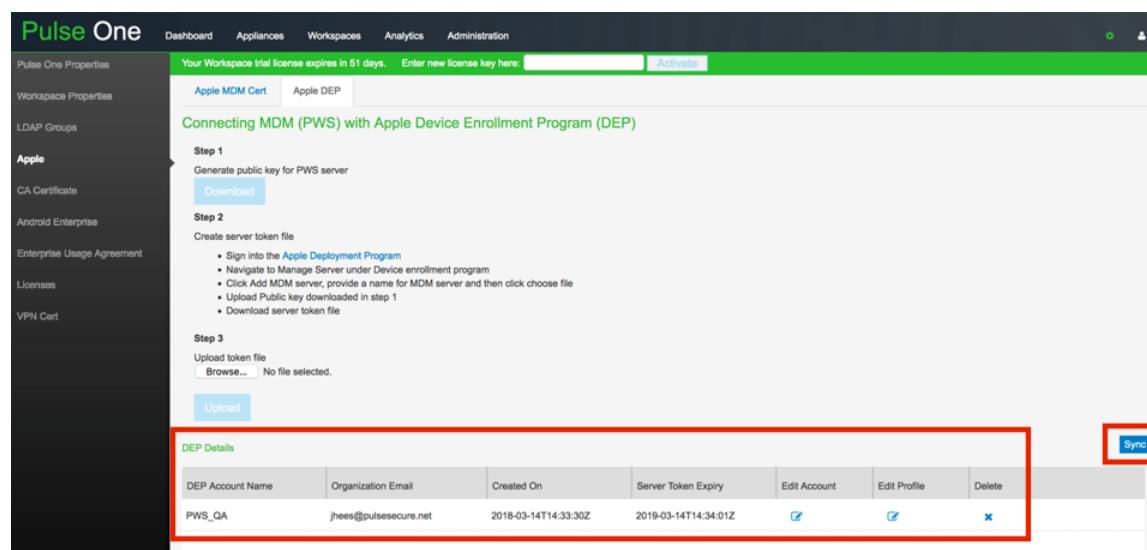 Pulse One Dashboard Appliances Workspaces Analytics Administration
Pulse One Properties
Workspace Properties
LDAP Groups
Apple
CA Certificate
Android Enterprise
Enterprise Usage Agreement
Licenses
VPN Cert
Your Workspace trial license expires in 51 days. Enter new license key here: Activate
Apple MDM Cert Apple DEP
Connecting MDM (PWS) with Apple Device Enrollment Program (DEP)
Step 1
Generate public key for PWS server
Download
Step 2
Create server token file
• Sign into the Apple Deployment Program
• Navigate to Manage Server under Device enrollment program
• Click Add MDM server, provide a name for MDM server and then click choose file
• Upload Public key downloaded in step 1
• Download server token file
Step 3
Upload token file
Browse... No file selected.
Upload
DEP Details Sync
DEP Account Name Organization Email Created On Server Token Expiry Edit Account Edit Profile Delete
PWS_QA jhees@pulsesecure.net 2018-03-14T14:33:30Z 2019-03-14T14:34:01Z